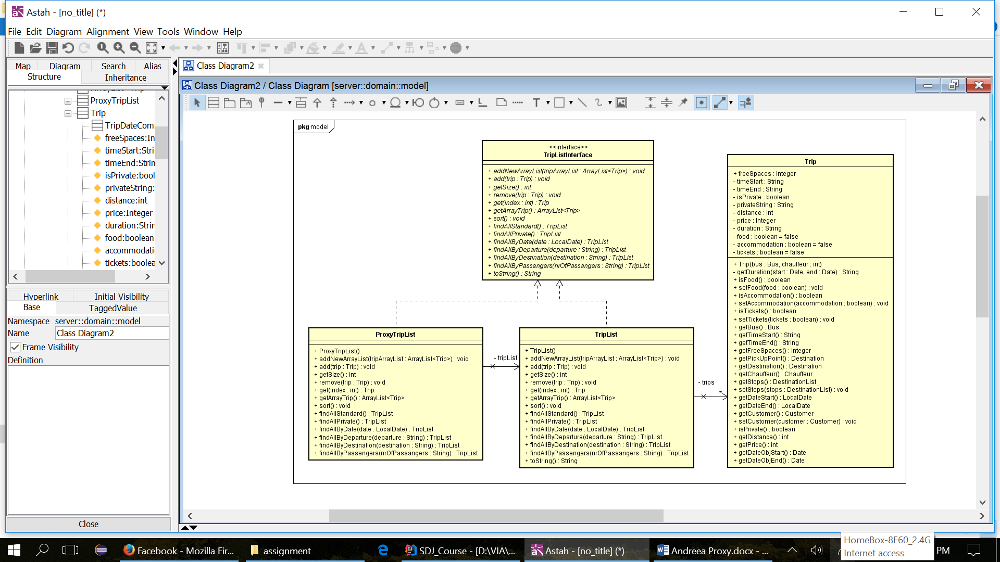 Astah - [no_title] (*)
File Edit Diagram Alignment View Tools Window Help
Map Diagram Search Alias
Structure Inheritance
ProxyTripList
Trip
TripDateCom
freeSpaces:In
timeStart:Stri
timeEnd:Strin
isPrivate:bool
privateString:
distance:int
price:Integer
duration:Strin
food:boolean
accommodati
tickets:boolea
Hyperlink Initial Visibility
Base TaggedValue
Namespace server::domain::model
Name Class Diagram2
Frame Visibility
Definition
Close
Class Diagram2
Class Diagram2 / Class Diagram [server::domain::model]
pkg model
<<interface>>
TripListInterface
+ addNewArrayList(tripArrayList : ArrayList<Trip>) : void
+ add(trip : Trip) : void
+ getSize() : int
+ remove(trip : Trip) : void
+ get(index : int) : Trip
+ getArrayTrip() : ArrayList<Trip>
+ sort() : void
+ findAllStandard() : TripList
+ findAllPrivate() : TripList
+ findAllByDate(date : LocalDate) : TripList
+ findAllByDeparture(departure : String) : TripList
+ findAllByDestination(destination : String) : TripList
+ findAllByPassengers(nrOfPassangers : String) : TripList
+ toString() : String
ProxyTripList
+ ProxyTripList()
+ addNewArrayList(tripArrayList : ArrayList<Trip>) : void
+ add(trip : Trip) : void
+ getSize() : int
+ remove(trip : Trip) : void
+ get(index : int) : Trip
+ getArrayTrip() : ArrayList<Trip>
+ sort() : void
+ findAllStandard() : TripList
+ findAllPrivate() : TripList
+ findAllByDate(date : LocalDate) : TripList
+ findAllByDeparture(departure : String) : TripList
+ findAllByDestination(destination : String) : TripList
+ findAllByPassengers(nrOfPassangers : String) : TripList
- tripList
TripList
+ TripList()
+ addNewArrayList(tripArrayList : ArrayList<Trip>) : void
+ add(trip : Trip) : void
+ getSize() : int
+ remove(trip : Trip) : void
+ get(index : int) : Trip
+ getArrayTrip() : ArrayList<Trip>
+ sort() : void
+ findAllStandard() : TripList
+ findAllPrivate() : TripList
+ findAllByDate(date : LocalDate) : TripList
+ findAllByDeparture(departure : String) : TripList
+ findAllByDestination(destination : String) : TripList
+ findAllByPassengers(nrOfPassangers : String) : TripList
+ toString() : String
- trips
*
Trip
+ freeSpaces : Integer
- timeStart : String
- timeEnd : String
- isPrivate : boolean
- privateString : String
- distance : int
- price : Integer
- duration : String
- food : boolean = false
- accommodation : boolean = false
- tickets : boolean = false
+ Trip(bus : Bus, chauffeur : int)
- getDuration(start : Date, end : Date) : String
+ isFood() : boolean
+ setFood(food : boolean) : void
+ isAccommodation() : boolean
+ setAccommodation(accommodation : boolean) : void
+ isTickets() : boolean
+ setTickets(tickets : boolean) : void
+ getBus() : Bus
+ getTimeStart() : String
+ getTimeEnd() : String
+ getFreeSpaces() : Integer
+ getPickUpPoint() : Destination
+ getDestination() : Destination
+ getChauffeur() : Chauffeur
+ getStops() : DestinationList
+ setStops(stops : DestinationList) : void
+ getDateStart() : LocalDate
+ getDateEnd() : LocalDate
+ getCustomer() : Customer
+ setCustomer(customer : Customer) : void
+ isPrivate() : boolean
+ getDistance() : int
+ getPrice() : int
+ getDateObjStart() : Date
+ getDateObjEnd() : Date
HomeBox-8E60_2.4G
Internet access
Facebook - Mozilla Fir...
assignment
SDJ_Course - [D:\VIA\...
Astah - [no_title] (*)
Andreea Proxy.docx - ...
PM